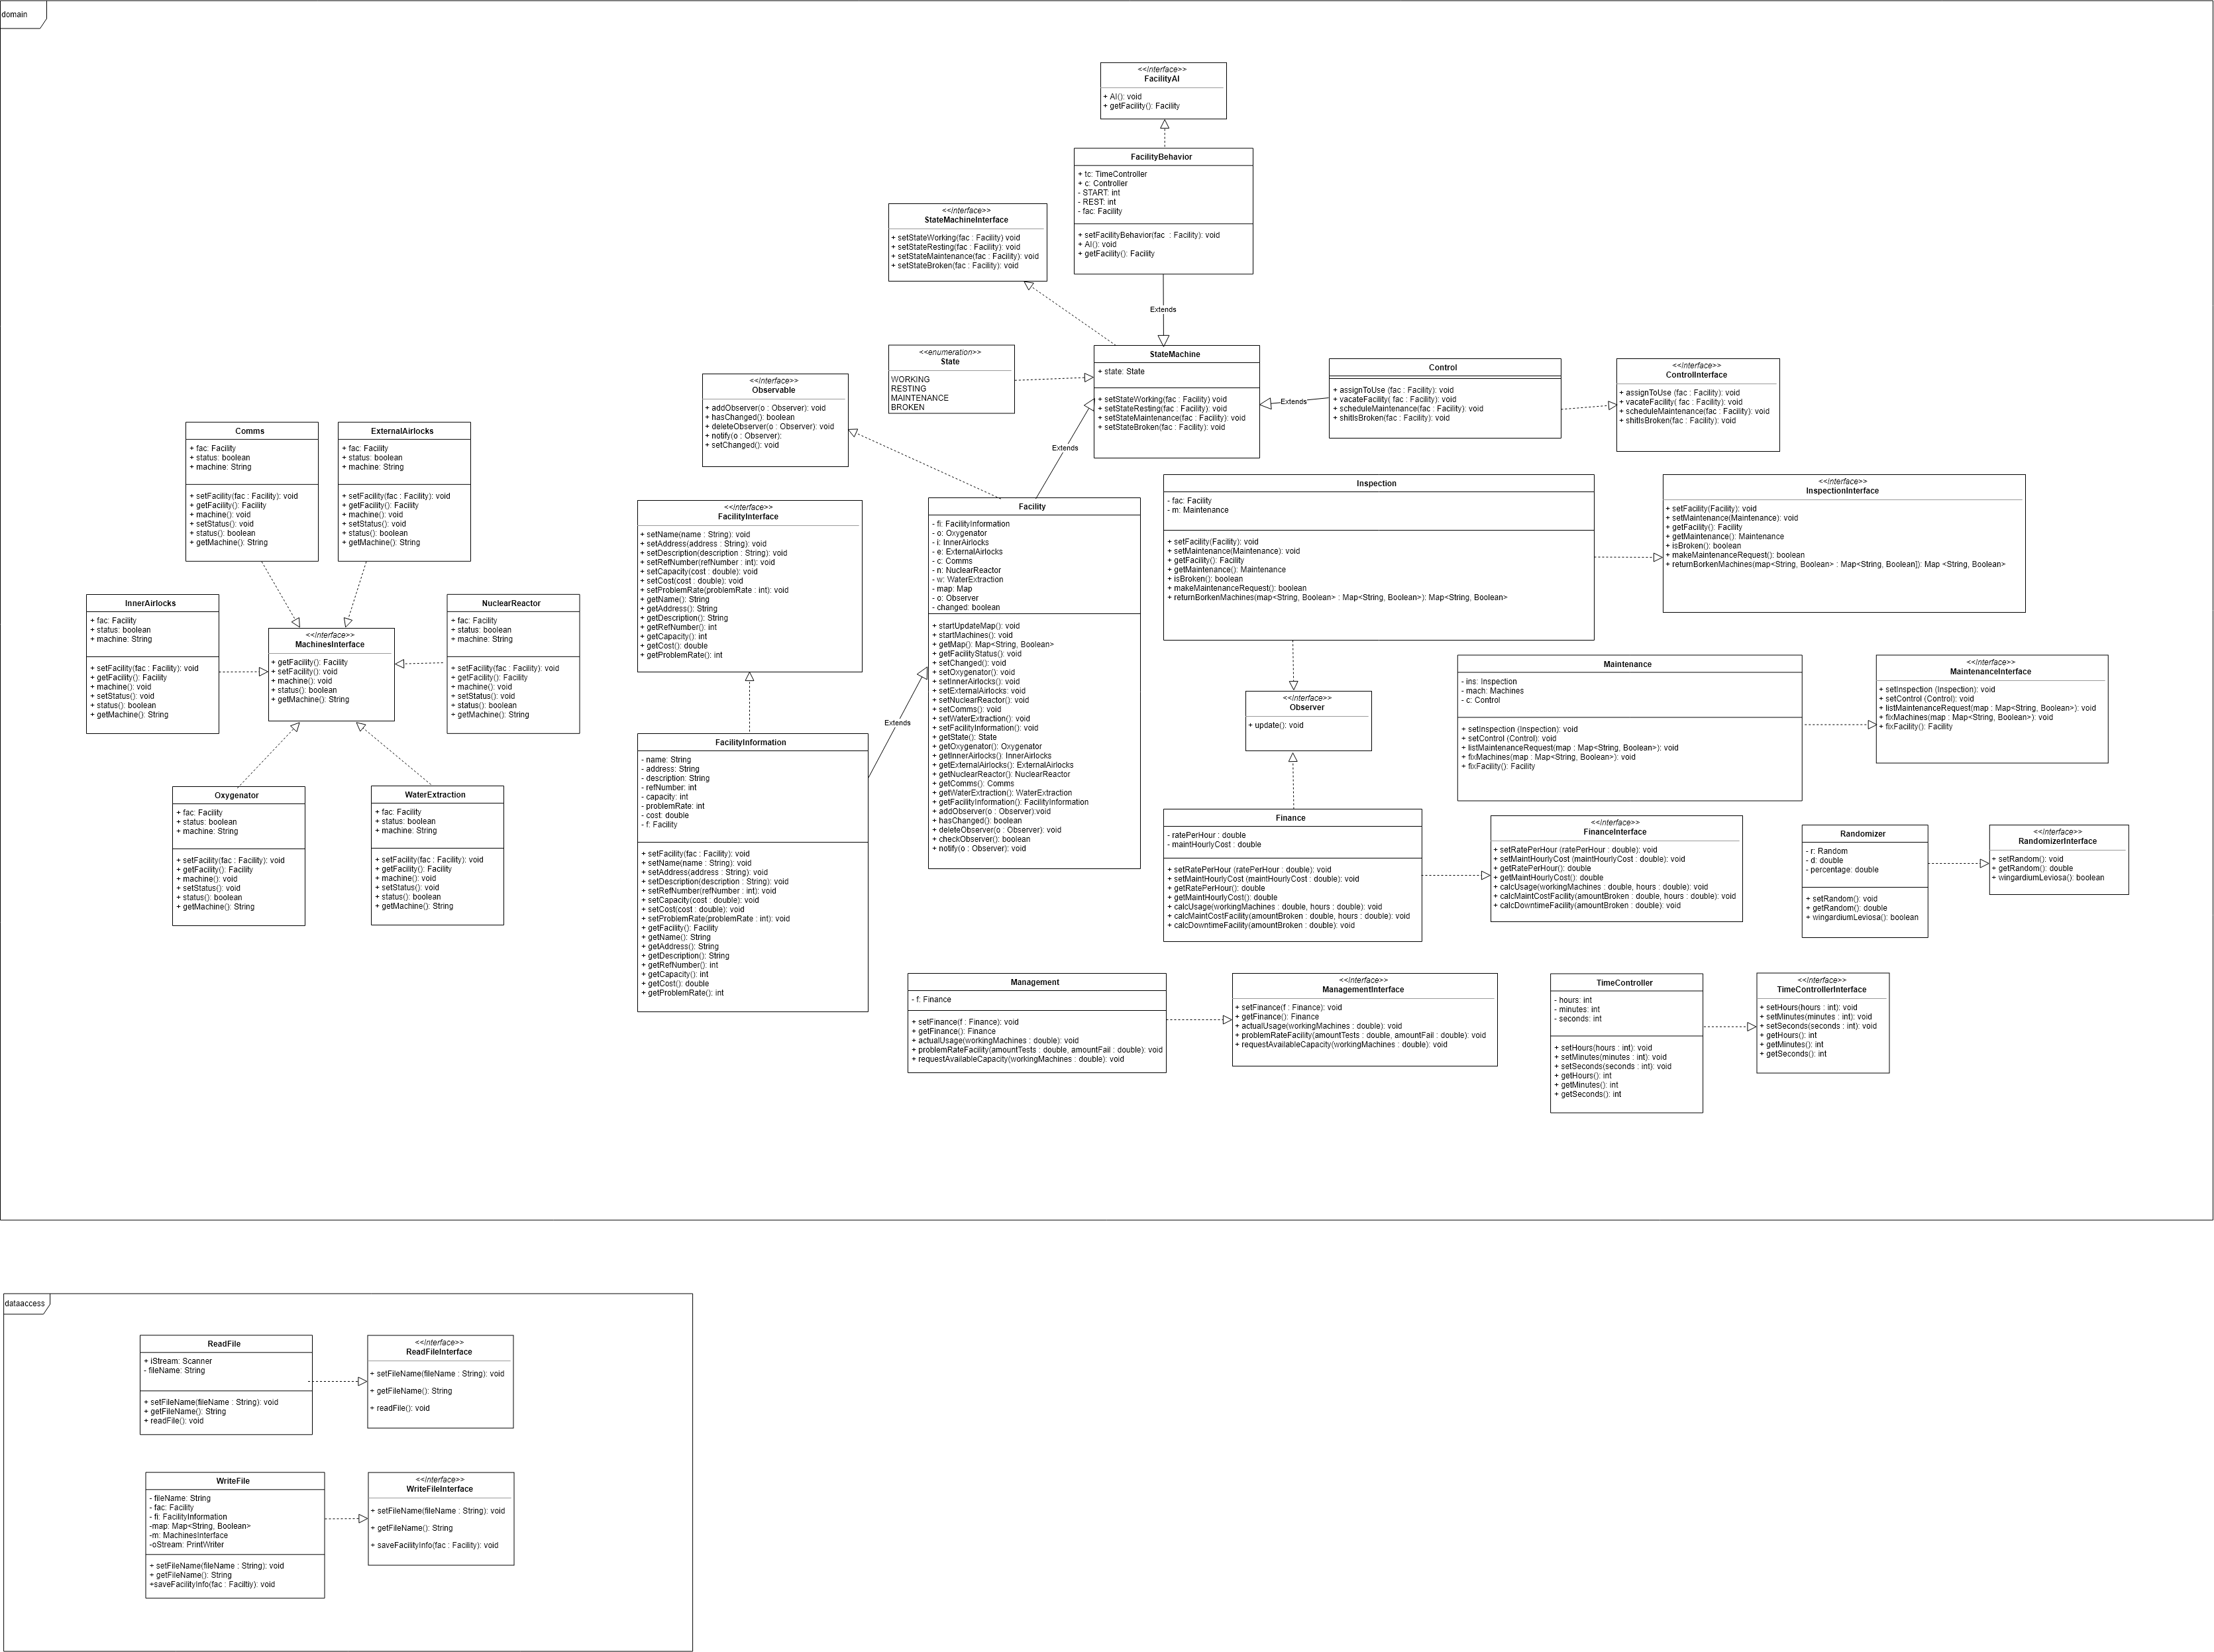 domain
<<interface>>
FacilityAI
+ AI(): void
+ getFacility(): Facility
FacilityBehavior
+ tc: TimeController
+ c: Controller
- START: int
- REST: int
- fac: Facility
+ setFacilityBehavior(fac : Facility): void
+ AI(): void
+ getFacility(): Facility
<<interface>>
StateMachineInterface
+ setStateWorking(fac : Facility) void
+ setStateResting(fac : Facility): void
+ setStateMaintenance(fac : Facility): void
+ setStateBroken(fac : Facility): void
Extends
<<enumeration>>
State
WORKING
RESTING
MAINTENANCE
BROKEN
StateMachine
+ state: State
+ setStateWorking(fac : Facility) void
+ setStateResting(fac : Facility): void
+ setStateMaintenance(fac : Facility): void
+ setStateBroken(fac : Facility): void
Extends
Control
+ assignToUse (fac : Facility): void
+ vacateFacility( fac : Facility): void
+ scheduleMaintenance(fac : Facility): void
+ shitIsBroken(fac : Facility): void
<<interface>>
ControlInterface
+ assignToUse (fac : Facility): void
+ vacateFacility( fac : Facility): void
+ scheduleMaintenance(fac : Facility): void
+ shitIsBroken(fac : Facility): void
<<interface>>
Observable
+ addObserver(o : Observer): void
+ hasChanged(): boolean
+ deleteObserver(o : Observer): void
+ notify(o : Observer):
+ setChanged(): void
Extends
Comms
+ fac: Facility
+ status: boolean
+ machine: String
+ setFacility(fac : Facility): void
+ getFacility(): Facility
+ machine(): void
+ setStatus(): void
+ status(): boolean
+ getMachine(): String
ExternalAirlocks
+ fac: Facility
+ status: boolean
+ machine: String
+ setFacility(fac : Facility): void
+ getFacility(): Facility
+ machine(): void
+ setStatus(): void
+ status(): boolean
+ getMachine(): String
InnerAirlocks
+ fac: Facility
+ status: boolean
+ machine: String
+ setFacility(fac : Facility): void
+ getFacility(): Facility
+ machine(): void
+ setStatus(): void
+ status(): boolean
+ getMachine(): String
<<interface>>
MachinesInterface
+ getFacility(): Facility
+ setFacility(): void
+ machine(): void
+ status(): boolean
+ getMachine(): String
NuclearReactor
+ fac: Facility
+ status: boolean
+ machine: String
+ setFacility(fac : Facility): void
+ getFacility(): Facility
+ machine(): void
+ setStatus(): void
+ status(): boolean
+ getMachine(): String
Oxygenator
+ fac: Facility
+ status: boolean
+ machine: String
+ setFacility(fac : Facility): void
+ getFacility(): Facility
+ machine(): void
+ setStatus(): void
+ status(): boolean
+ getMachine(): String
WaterExtraction
+ fac: Facility
+ status: boolean
+ machine: String
+ setFacility(fac : Facility): void
+ getFacility(): Facility
+ machine(): void
+ setStatus(): void
+ status(): boolean
+ getMachine(): String
<<interface>>
FacilityInterface
+ setName(name : String): void
+ setAddress(address : String): void
+ setDescription(description : String): void
+ setRefNumber(refNumber : int): void
+ setCapacity(cost : double): void
+ setCost(cost : double): void
+ setProblemRate(problemRate : int): void
+ getName(): String
+ getAddress(): String
+ getDescription(): String
+ getRefNumber(): int
+ getCapacity(): int
+ getCost(): double
+ getProblemRate(): int
FacilityInformation
- name: String
- address: String
- description: String
- refNumber: int
- capacity: int
- problemRate: int
- cost: double
- f: Facility
+ setFacility(fac : Facility): void
+ setName(name : String): void
+ setAddress(address : String): void
+ setDescription(description : String): void
+ setRefNumber(refNumber : int): void
+ setCapacity(cost : double): void
+ setCost(cost : double): void
+ setProblemRate(problemRate : int): void
+ getFacility(): Facility
+ getName(): String
+ getAddress(): String
+ getDescription(): String
+ getRefNumber(): int
+ getCapacity(): int
+ getCost(): double
+ getProblemRate(): int
Extends
Facility
- fi: FacilityInformation
- o: Oxygenator
- i: InnerAirlocks
- e: ExternalAirlocks
- c: Comms
- n: NuclearReactor
- w: WaterExtraction
- map: Map
- o: Observer
- changed: boolean
+ startUpdateMap(): void
+ startMachines(): void
+ getMap(): Map<String, Boolean>
+ getFacilityStatus(): void
+ setChanged(): void
+ setOxygenator(): void
+ setInnerAirlocks(): void
+ setExternalAirlocks: void
+ setNuclearReactor(): void
+ setComms(): void
+ setWaterExtraction(): void
+ setFacilityInformation(): void
+ getState(): State
+ getOxygenator(): Oxygenator
+ getInnerAirlocks(): InnerAirlocks
+ getExternalAirlocks(): ExternalAirlocks
+ getNuclearReactor(): NuclearReactor
+ getComms(): Comms
+ getWaterExtraction(): WaterExtraction
+ getFacilityInformation(): FacilityInformation
+ addObserver(o : Observer):void
+ hasChanged(): boolean
+ deleteObserver(o : Observer): void
+ checkObserver(): boolean
+ notify(o : Observer): void
Inspection
- fac: Facility
- m: Maintenance
+ setFacility(Facility): void
+ setMaintenance(Maintenance): void
+ getFacility(): Facility
+ getMaintenance(): Maintenance
+ isBroken(): boolean
+ makeMaintenanceRequest(): boolean
+ returnBorkenMachines(map<String, Boolean> : Map<String, Boolean>): Map<String, Boolean>
<<interface>>
InspectionInterface
+ setFacility(Facility): void
+ setMaintenance(Maintenance): void
+ getFacility(): Facility
+ getMaintenance(): Maintenance
+ isBroken(): boolean
+ makeMaintenanceRequest(): boolean
+ returnBorkenMachines(map<String, Boolean> : Map<String, Boolean]): Map <String, Boolean>
<<interface>>
Observer
+ update(): void
Maintenance
- ins: Inspection
- mach: Machines
- c: Control
+ setInspection (Inspection): void
+ setControl (Control): void
+ listMaintenanceRequest(map : Map<String, Boolean>): void
+ fixMachines(map : Map<String, Boolean>): void
+ fixFacility(): Facility
<<interface>>
MaintenanceInterface
+ setInspection (Inspection): void
+ setControl (Control): void
+ listMaintenanceRequest(map : Map<String, Boolean>): void
+ fixMachines(map : Map<String, Boolean>): void
+ fixFacility(): Facility
Finance
- ratePerHour : double
- maintHourlyCost : double
+ setRatePerHour (ratePerHour : double): void
+ setMaintHourlyCost (maintHourlyCost : double): void
+ getRatePerHour(): double
+ getMaintHourlyCost(): double
+ calcUsage(workingMachines : double, hours : double): void
+ calcMaintCostFacility(amountBroken : double, hours : double): void
+ calcDowntimeFacility(amountBroken : double): void
<<interface>>
FinanceInterface
+ setRatePerHour (ratePerHour : double): void
+ setMaintHourlyCost (maintHourlyCost : double): void
+ getRatePerHour(): double
+ getMaintHourlyCost(): double
+ calcUsage(workingMachines : double, hours : double): void
+ calcMaintCostFacility(amountBroken : double, hours : double): void
+ calcDowntimeFacility(amountBroken : double): void
Randomizer
- r: Random
- d: double
- percentage: double
+ setRandom(): void
+ getRandom(): double
+ wingardiumLeviosa(): boolean
<<interface>>
RandomizerInterface
+ setRandom(): void
+ getRandom(): double
+ wingardiumLeviosa(): boolean
Management
- f: Finance
+ setFinance(f : Finance): void
+ getFinance(): Finance
+ actualUsage(workingMachines : double): void
+ problemRateFacility(amountTests : double, amountFail : double): void
+ requestAvailableCapacity(workingMachines : double): void
<<interface>>
ManagementInterface
+ setFinance(f : Finance): void
+ getFinance(): Finance
+ actualUsage(workingMachines : double): void
+ problemRateFacility(amountTests : double, amountFail : double): void
+ requestAvailableCapacity(workingMachines : double): void
TimeController
- hours: int
- minutes: int
- seconds: int
+ setHours(hours : int): void
+ setMinutes(minutes : int): void
+ setSeconds(seconds : int): void
+ getHours(): int
+ getMinutes(): int
+ getSeconds(): int
<<interface>>
TimeControllerInterface
+ setHours(hours : int): void
+ setMinutes(minutes : int): void
+ setSeconds(seconds : int): void
+ getHours(): int
+ getMinutes(): int
+ getSeconds(): int
dataaccess
ReadFile
+ iStream: Scanner
- fileName: String
+ setFileName(fileName : String): void
+ getFileName(): String
+ readFile(): void
<<interface>>
ReadFileInterface
+ setFileName(fileName : String): void
+ getFileName(): String
+ readFile(): void
WriteFile
- fileName: String
- fac: Facility
- fi: FacilityInformation
-map: Map<String, Boolean>
-m: MachinesInterface
-oStream: PrintWriter
+ setFileName(fileName : String): void
+ getFileName(): String
+saveFacilityInfo(fac : Faciltiy): void
<<interface>>
WriteFileInterface
+ setFileName(fileName : String): void
+ getFileName(): String
+ saveFacilityInfo(fac : Facility): void